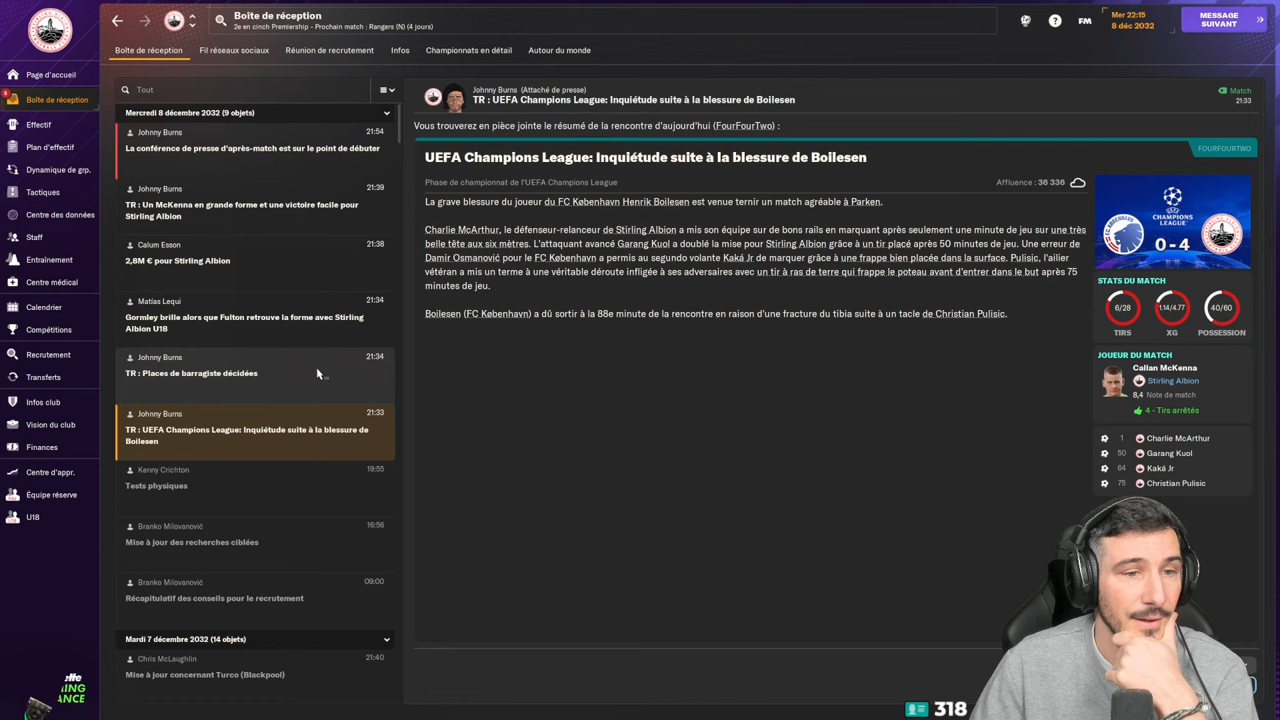 Boîte de réception
2e en cinch Premiership - Prochain match : Rangers (N) (4 jours)
FM
Mer 22:15
8 déc 2032
MESSAGE SUIVANT
Boîte de réception
Fil réseaux sociaux
Réunion de recrutement
Infos
Championnats en détail
Autour du monde
Page d'accueil
Boîte de réception
Effectif
Plan d'effectif
Dynamique de grp.
Tactiques
Centre des données
Staff
Entraînement
Centre médical
Calendrier
Compétitions
Recrutement
Transferts
Infos club
Vision du club
Finances
Centre d'appr.
Équipe réserve
U18
Tout
Mercredi 8 décembre 2032 (9 objets)
Johnny Burns 21:54
La conférence de presse d'après-match est sur le point de débuter
Johnny Burns 21:39
TR : Un McKenna en grande forme et une victoire facile pour
Stirling Albion
Calum Esson 21:38
2,8M € pour Stirling Albion
Matías Lequi 21:34
Gormley brille alors que Fulton retrouve la forme avec Stirling
Albion U18
Johnny Burns 21:34
TR : Places de barragiste décidées
Johnny Burns 21:33
TR : UEFA Champions League: Inquiétude suite à la blessure de
Boilesen
Kenny Crichton 19:55
Tests physiques
Branko Milovanović 16:56
Mise à jour des recherches ciblées
Branko Milovanović 09:00
Récapitulatif des conseils pour le recrutement
Mardi 7 décembre 2032 (14 objets)
Chris McLaughlin 21:40
Mise à jour concernant Turco (Blackpool)
Johnny Burns (Attaché de presse)
TR : UEFA Champions League: Inquiétude suite à la blessure de Boilesen
Match
21:33
Vous trouverez en pièce jointe le résumé de la rencontre d'aujourd'hui (FourFourTwo) :
FOURFOURTWO
UEFA Champions League: Inquiétude suite à la blessure de Boilesen
Phase de championnat de l'UEFA Champions League
Affluence : 36 336
La grave blessure du joueur du FC København Henrik Boilesen est venue ternir un match agréable à Parken.
Charlie McArthur, le défenseur-relanceur de Stirling Albion a mis son équipe sur de bons rails en marquant après seulement une minute de jeu sur une très
belle tête aux six mètres. L'attaquant avancé Garang Kuol a doublé la mise pour Stirling Albion grâce à un tir placé après 50 minutes de jeu. Une erreur de
Damir Osmanović pour le FC København a permis au second volante Kaká Jr de marquer grâce à une frappe bien placée dans la surface. Pulisic, l'ailier
vétéran a mis un terme à une véritable déroute infligée à ses adversaires avec un tir à ras de terre qui frappe le poteau avant d'entrer dans le but après 75
minutes de jeu.
Boilesen (FC København) a dû sortir à la 88e minute de la rencontre en raison d'une fracture du tibia suite à un tacle de Christian Pulisic.
UEFA
CHAMPIONS
LEAGUE
0 - 4
STATS DU MATCH
6/28
1.14/4.77
40/60
TIRS
XG
POSSESSION
JOUEUR DU MATCH
Callan McKenna
Stirling Albion
8,4 Note de match
4 - Tirs arrêtés
1 Charlie McArthur
50 Garang Kuol
64 Kaká Jr
75 Christian Pulisic
318